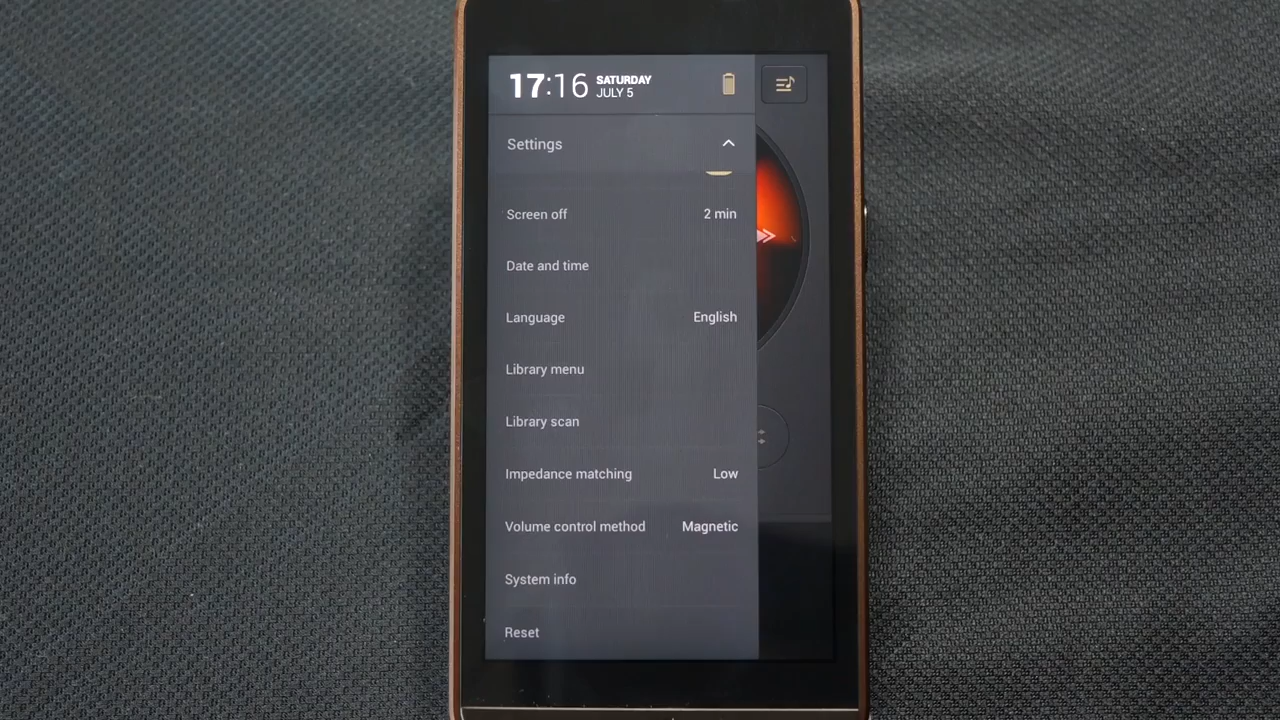 17:16 SATURDAY
JULY 5
Settings
Screen off 2 min
Date and time
Language English
Library menu
Library scan
Impedance matching Low
Volume control method Magnetic
System info
Reset